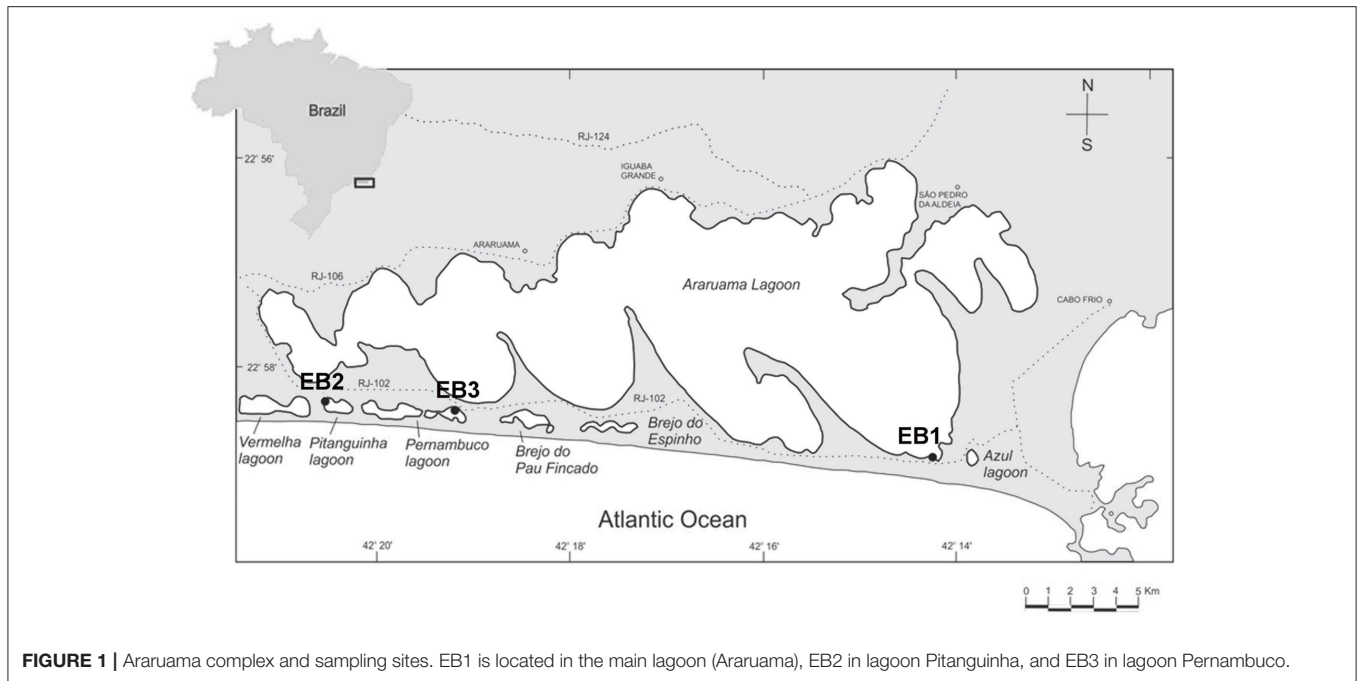 Brazil
N
S
RJ-124
22° 56'
IGUABA
GRANDE
SÃO PEDRO
DA ALDEIA
ARARUAMA
RJ-106
Araruama Lagoon
CABO FRIO
22° 58'
EB2
RJ-102
EB3
RJ-102
EB1
Vermelha
lagoon
Pitanguinha
lagoon
Pernambuco
lagoon
Brejo do
Pau Fincado
Brejo do
Espinho
Azul
lagoon
Atlantic Ocean
42° 20'
42° 18'
42° 16'
42° 14'
0 1 2 3 4 5 Km
FIGURE 1 | Araruama complex and sampling sites. EB1 is located in the main lagoon (Araruama), EB2 in lagoon Pitanguinha, and EB3 in lagoon Pernambuco.